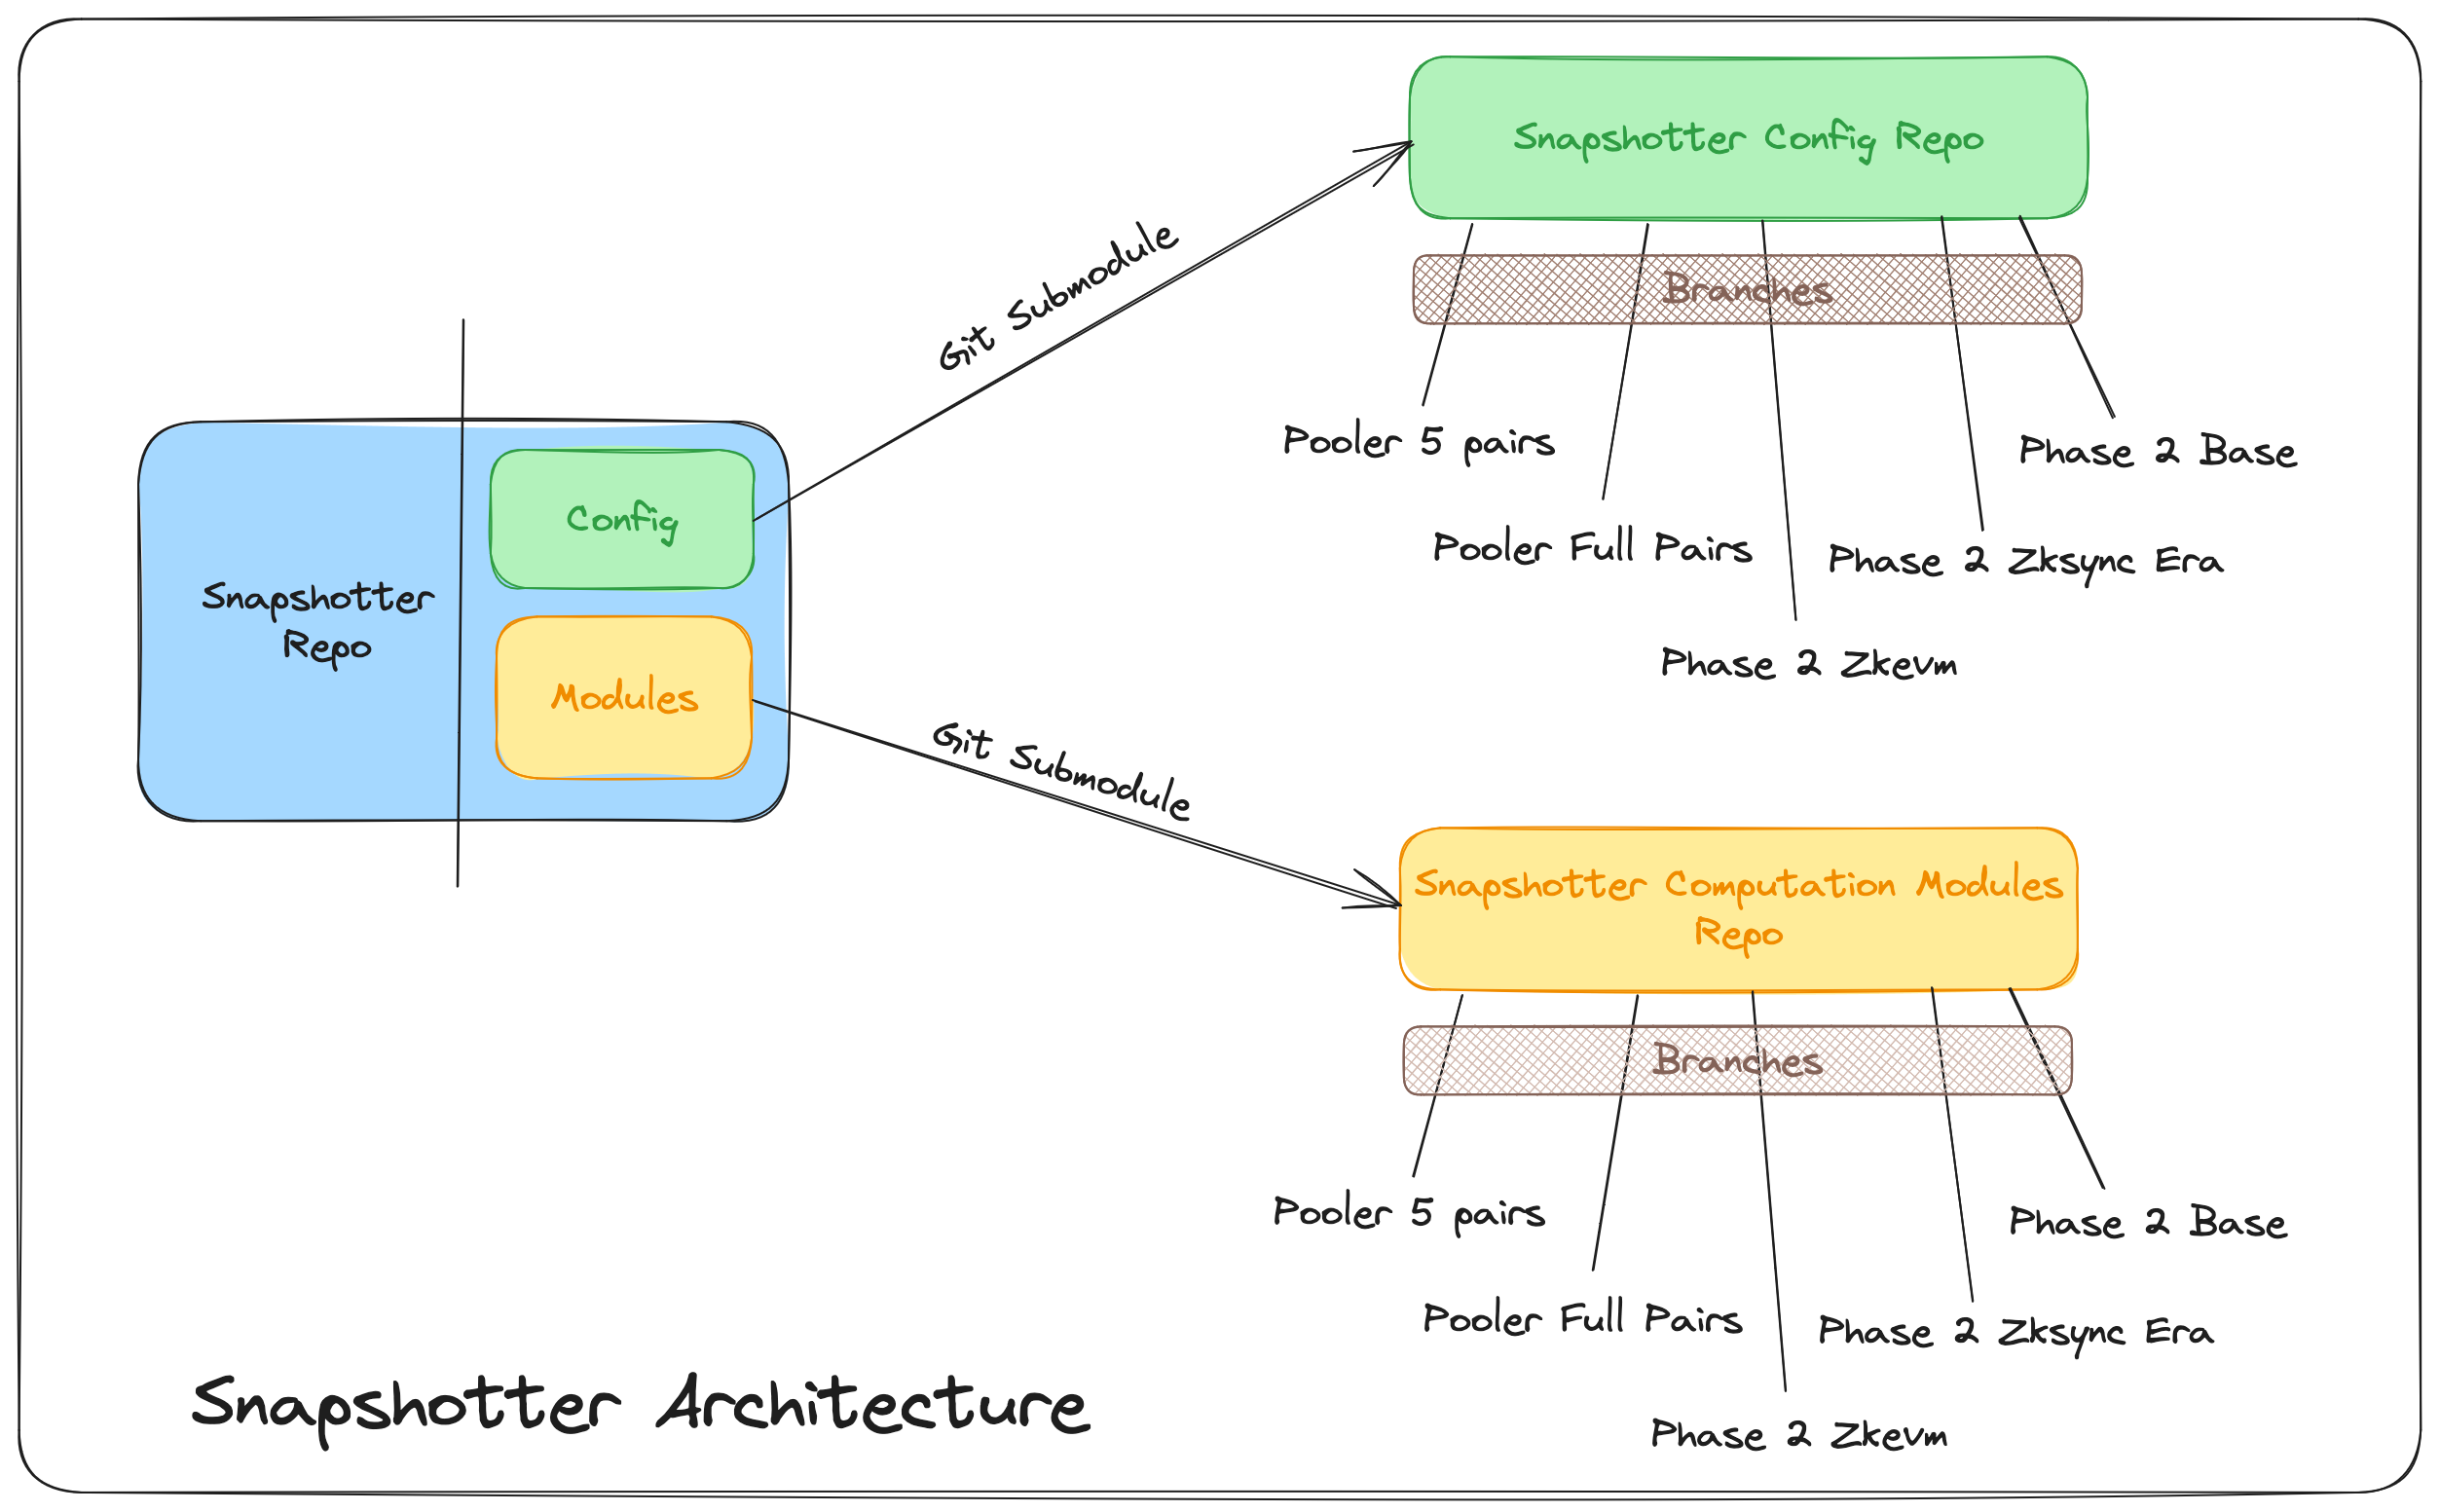 Snapshotter Config Repo
Branches
Git Submodule
Pooler 5 pairs
Phase 2 Base
Pooler Full Pairs
Phase 2 Zksync Era
Phase 2 Zkevm
Config
Snapshotter
Repo
Modules
Git Submodule
Snapshotter Computation Modules
Repo
Branches
Pooler 5 pairs
Phase 2 Base
Pooler Full Pairs
Phase 2 Zksync Era
Phase 2 Zkevm
Snapshotter Architecture